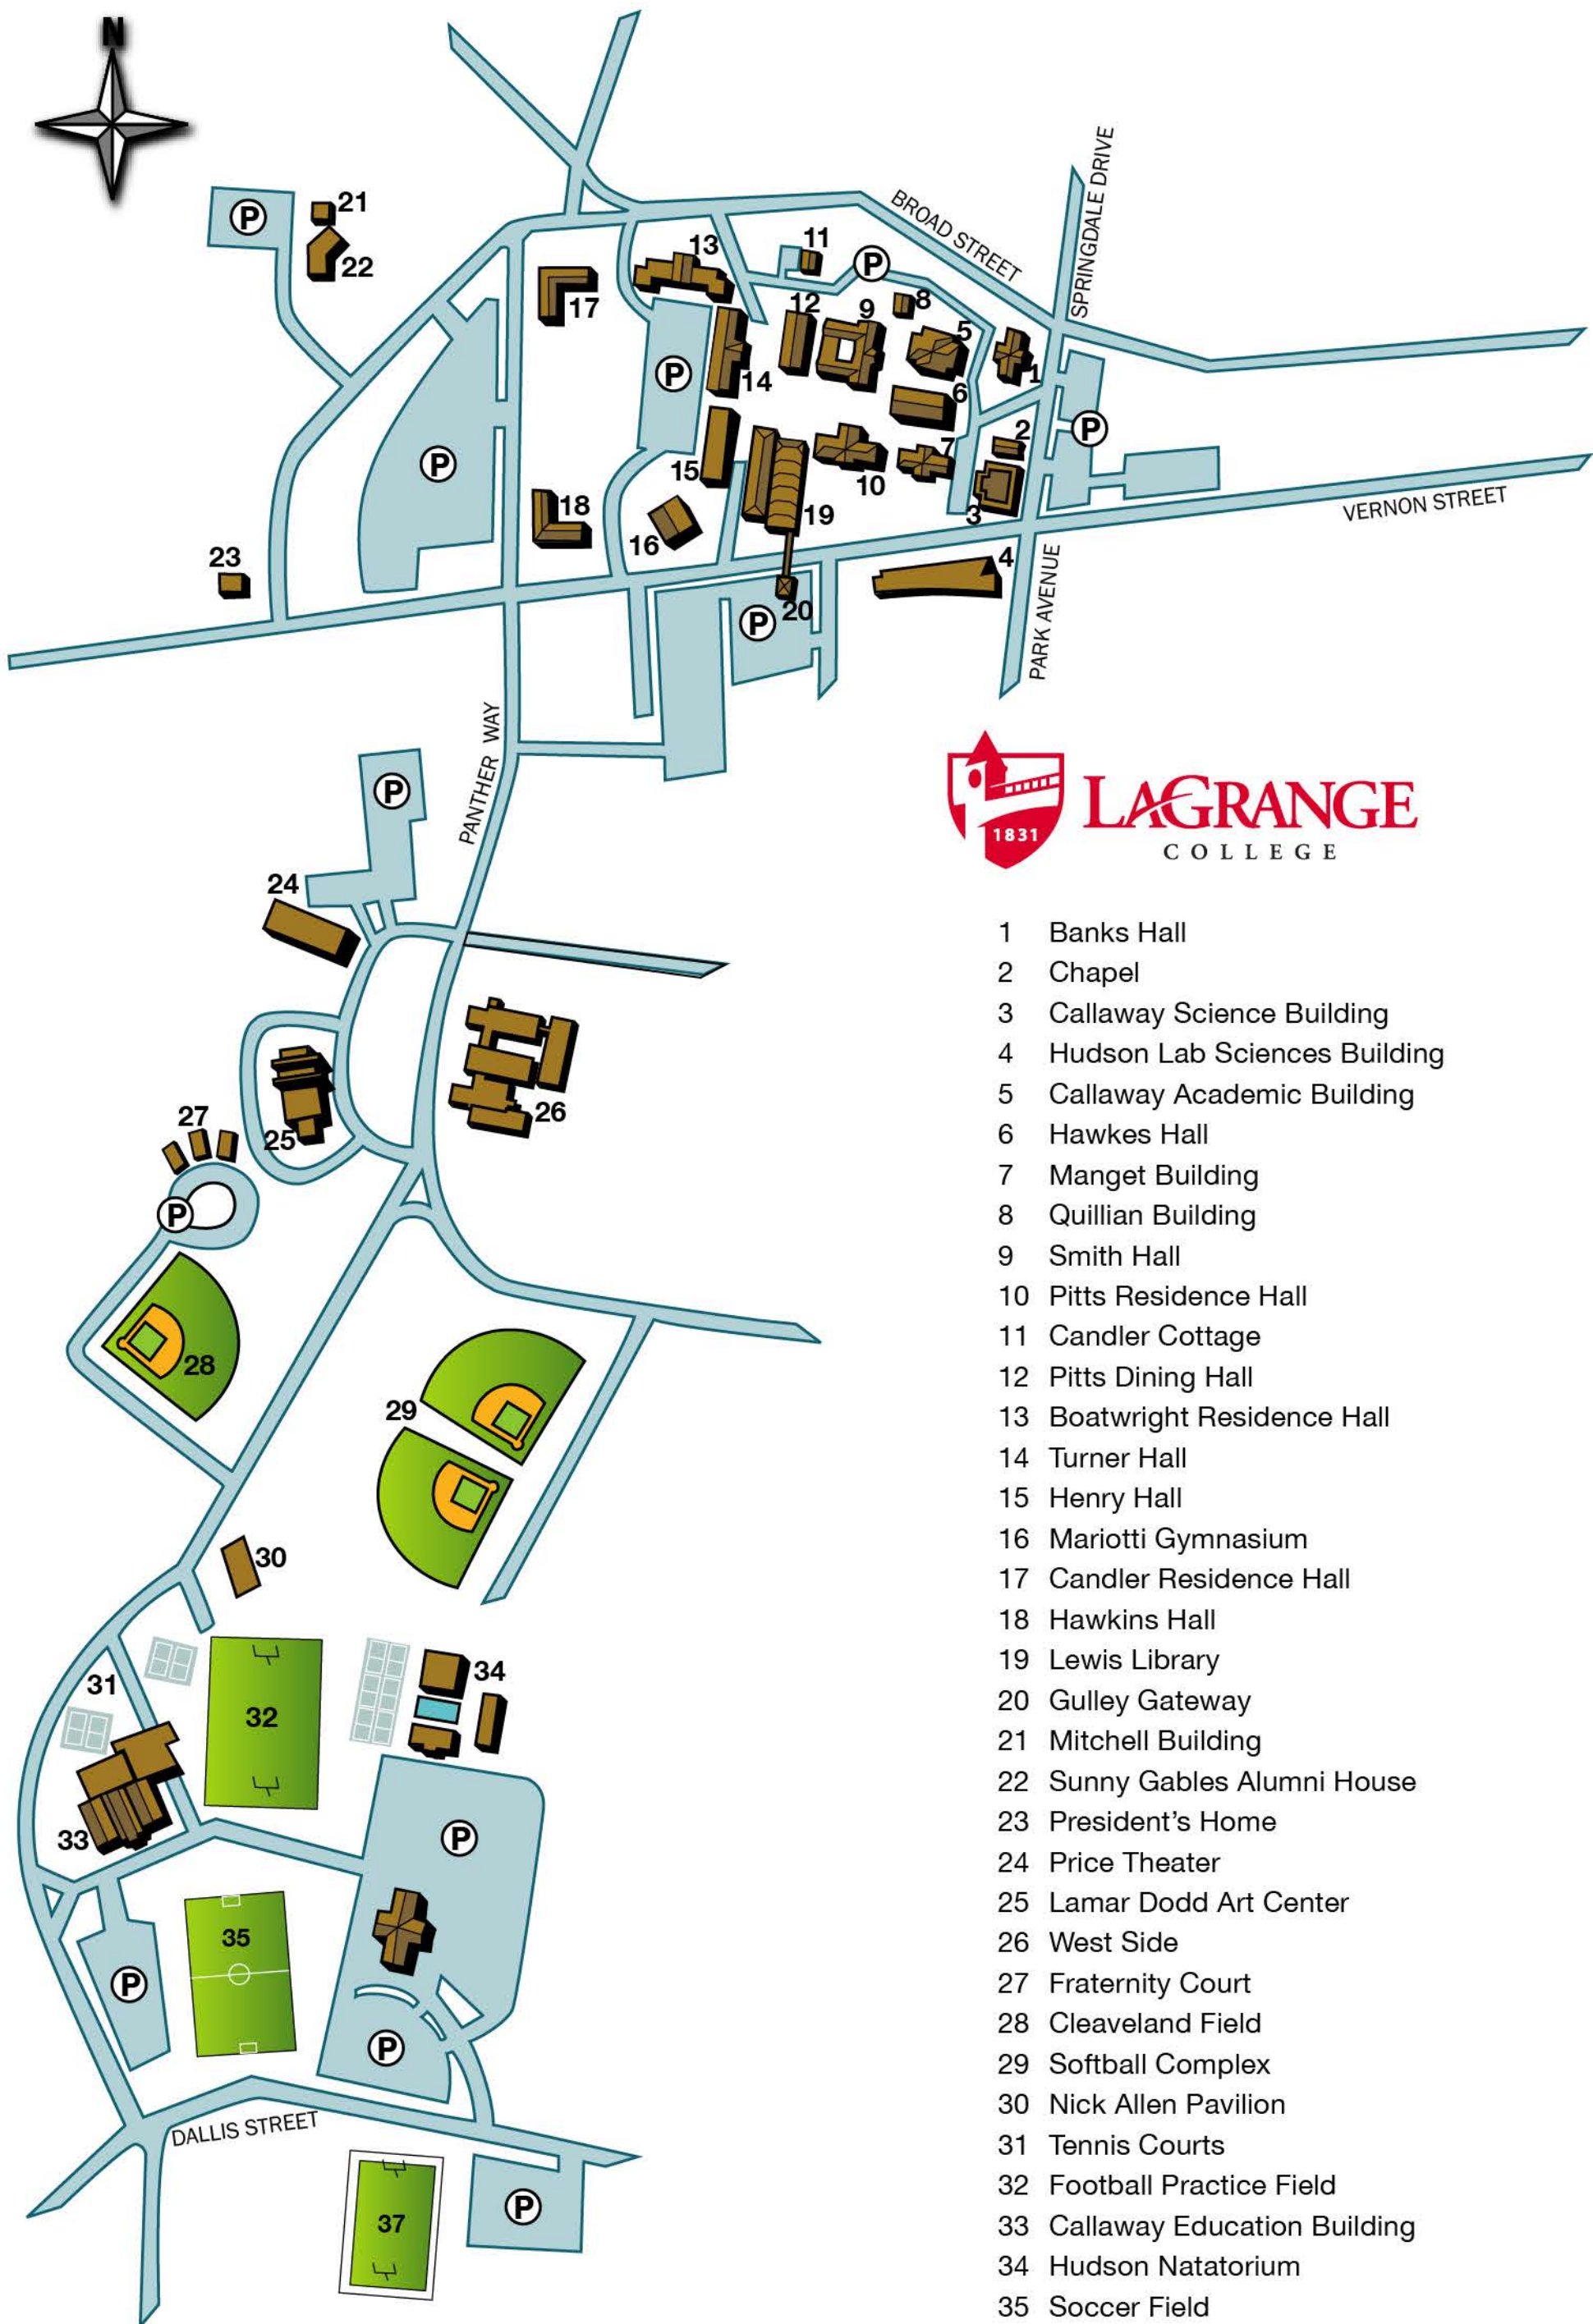 N
BROAD STREET
SPRINGDALE DRIVE
P
21
22
13
11
P
17
12
9
8
5
1
P
14
6
2
P
P
15
7
10
3
18
16
19
VERNON STREET
23
4
P
20
PARK AVENUE
PANTHER WAY
P
24
26
27
25
P
28
29
30
31
32
34
33
P
35
P
P
DALLIS STREET
37
P
1831
LAGRANGE
COLLEGE
1 Banks Hall
2 Chapel
3 Callaway Science Building
4 Hudson Lab Sciences Building
5 Callaway Academic Building
6 Hawkes Hall
7 Manget Building
8 Quillian Building
9 Smith Hall
10 Pitts Residence Hall
11 Candler Cottage
12 Pitts Dining Hall
13 Boatwright Residence Hall
14 Turner Hall
15 Henry Hall
16 Mariotti Gymnasium
17 Candler Residence Hall
18 Hawkins Hall
19 Lewis Library
20 Gulley Gateway
21 Mitchell Building
22 Sunny Gables Alumni House
23 President's Home
24 Price Theater
25 Lamar Dodd Art Center
26 West Side
27 Fraternity Court
28 Cleaveland Field
29 Softball Complex
30 Nick Allen Pavilion
31 Tennis Courts
32 Football Practice Field
33 Callaway Education Building
34 Hudson Natatorium
35 Soccer Field